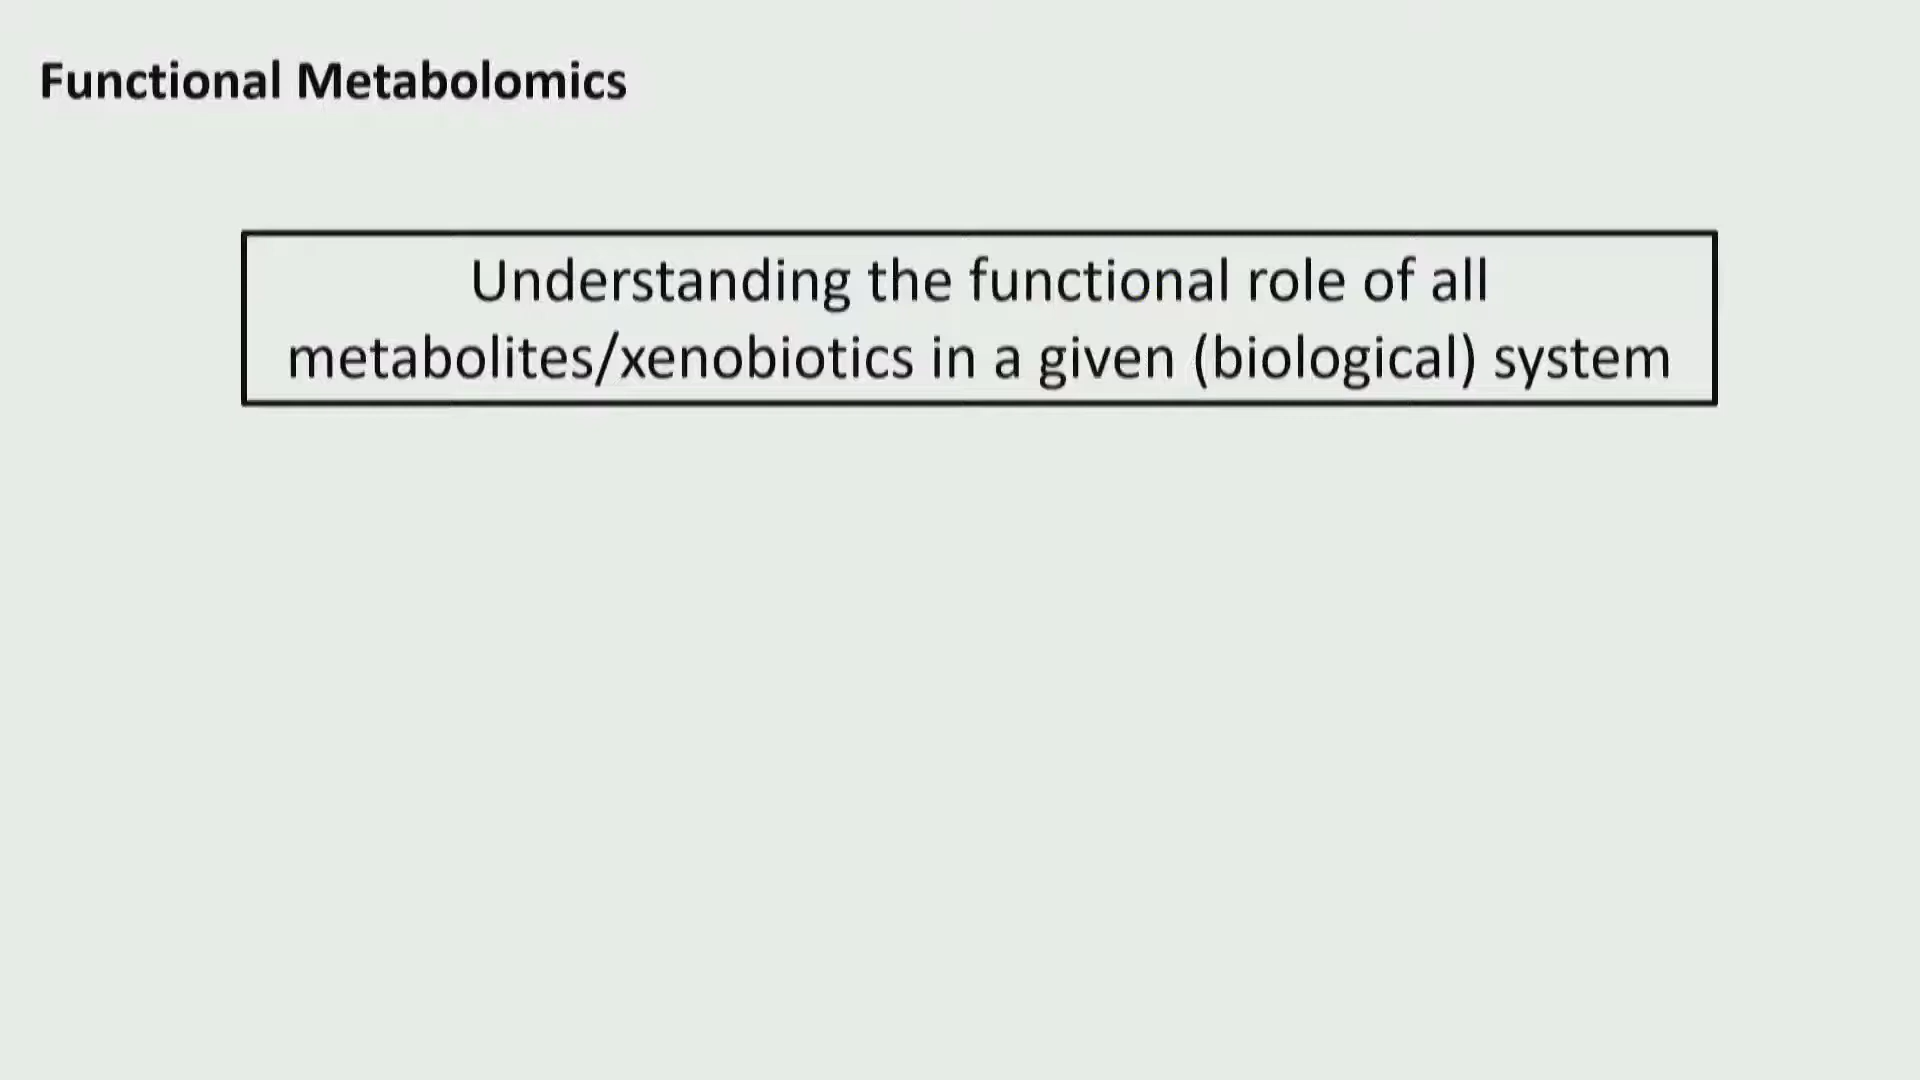 Functional Metabolomics
Understanding the functional role of all
metabolites/xenobiotics in a given (biological) system